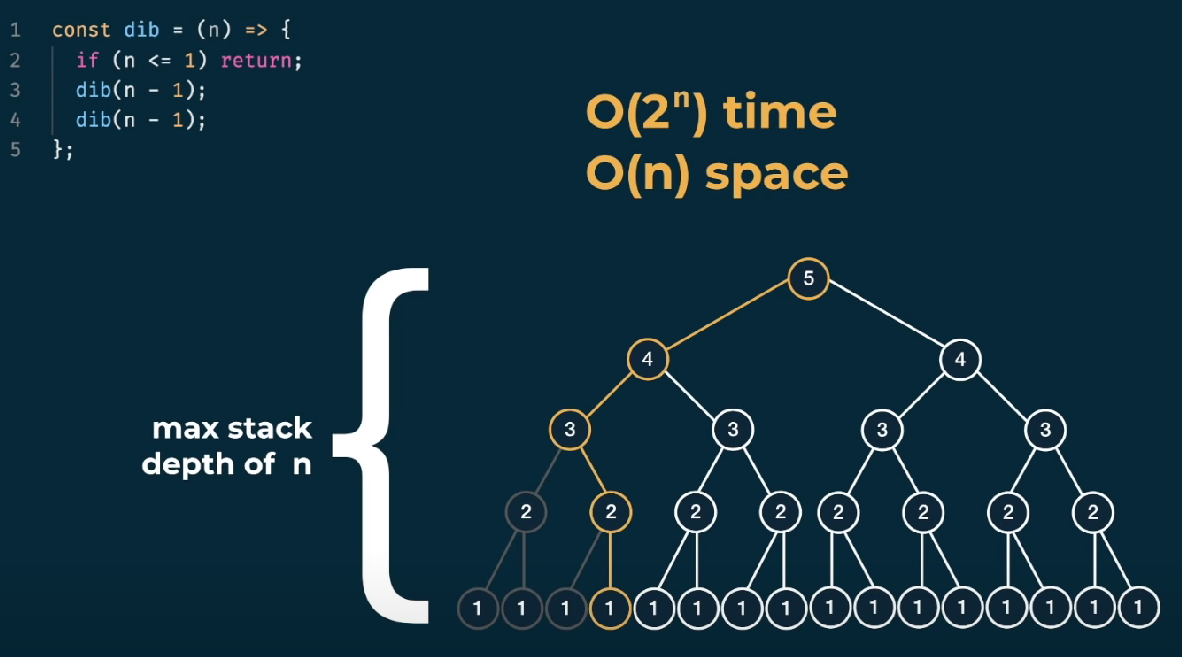 1 const dib = (n) => {
2 if (n <= 1) return;
3 dib(n - 1);
4 dib(n - 1);
5 };
O(2ⁿ) time
O(n) space
max stack
depth of n
5
4 4
3 3 3 3
2 2 2 2 2 2 2 2
1 1 1 1 1 1 1 1 1 1 1 1 1 1 1 1